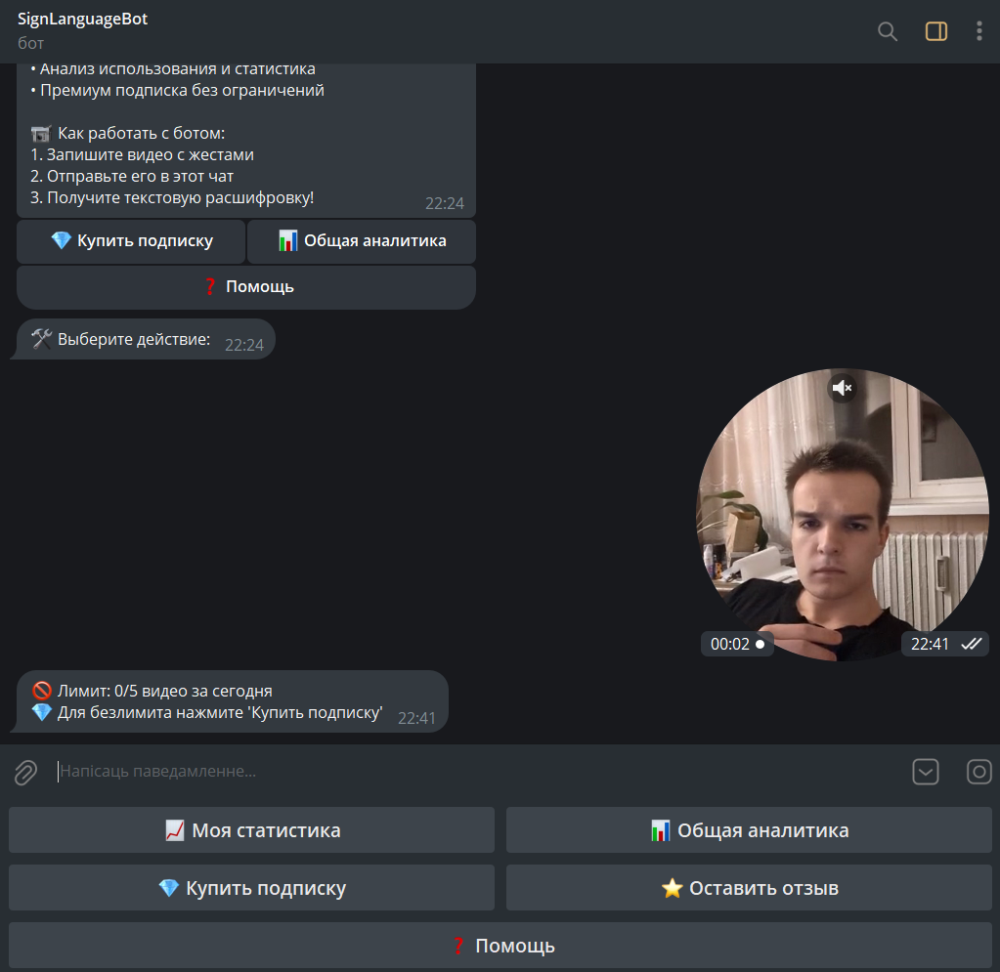 SignLanguageBot
бот
• Анализ использования и статистика
• Премиум подписка без ограничений
Как работать с ботом:
1. Запишите видео с жестами
2. Отправьте его в этот чат
3. Получите текстовую расшифровку!
22:24
Купить подписку
Общая аналитика
Помощь
Выберите действие:
22:24
00:02
22:41
Лимит: 0/5 видео за сегодня
Для безлимита нажмите 'Купить подписку'
22:41
Напісаць паведамленне...
Моя статистика
Общая аналитика
Купить подписку
Оставить отзыв
Помощь